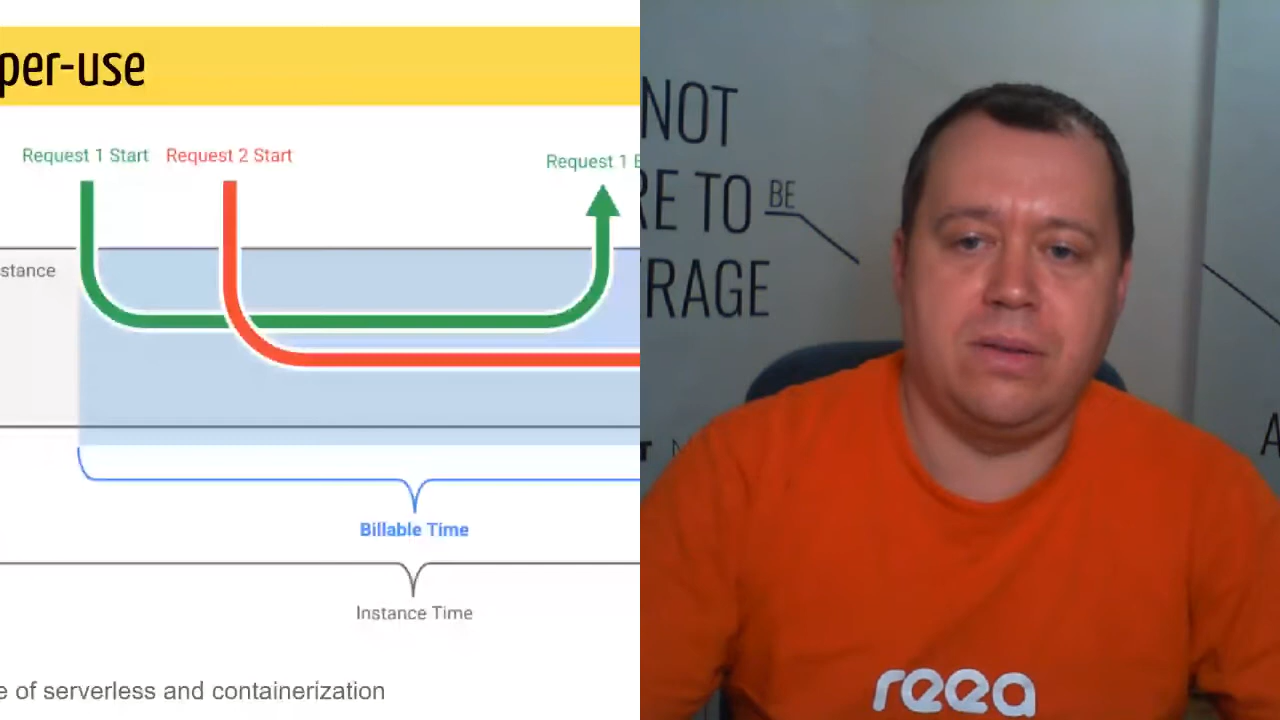 per-use
Request 1 Start
Request 2 Start
Request 1 E
stance
Billable Time
Instance Time
e of serverless and containerization
NOT
RE TO BE
RAGE
A
reea